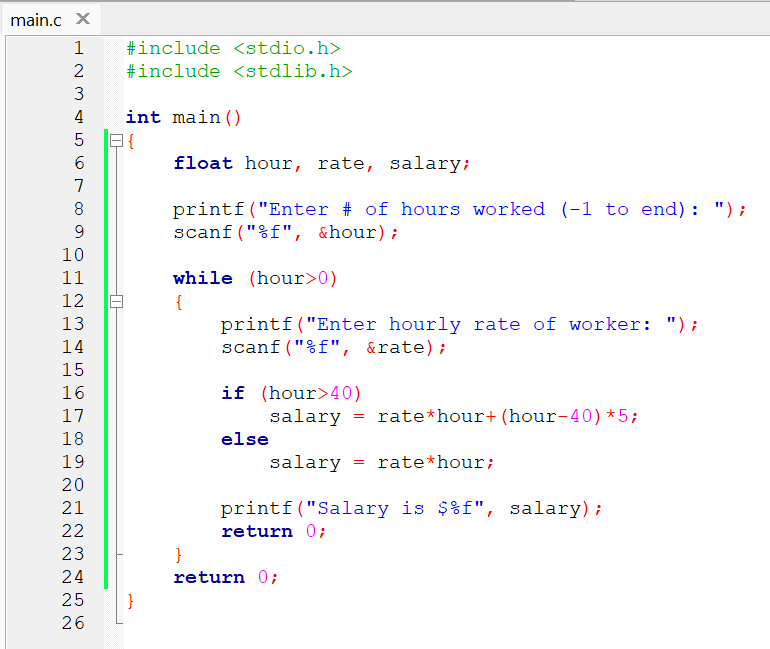 main.c ✕
1 #include <stdio.h>
2 #include <stdlib.h>
3
4 int main()
5 {
6     float hour, rate, salary;
7
8     printf("Enter # of hours worked (-1 to end): ");
9     scanf("%f", &hour);
10
11     while (hour>0)
12     {
13         printf("Enter hourly rate of worker: ");
14         scanf("%f", &rate);
15
16         if (hour>40)
17             salary = rate*hour+(hour-40)*5;
18         else
19             salary = rate*hour;
20
21         printf("Salary is $%f", salary);
22         return 0;
23     }
24     return 0;
25 }
26